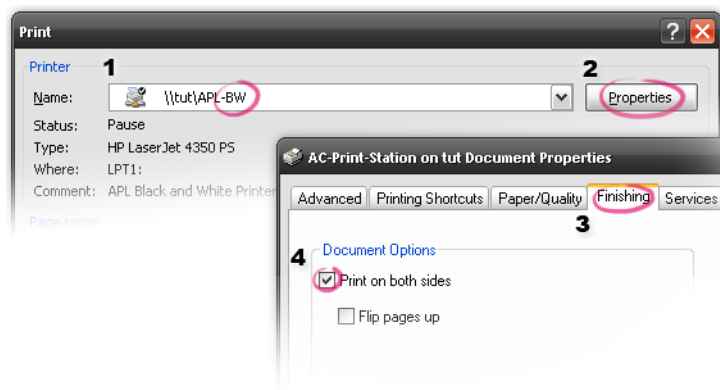 Print
Printer
1
2
Name: \\tut\APL-BW Properties
Status: Pause
Type: HP LaserJet 4350 PS
Where: LPT1:
Comment: APL Black and White Printer
Page range
AC-Print-Station on tut Document Properties
Advanced Printing Shortcuts Paper/Quality Finishing Services
3
4
Document Options
Print on both sides
Flip pages up